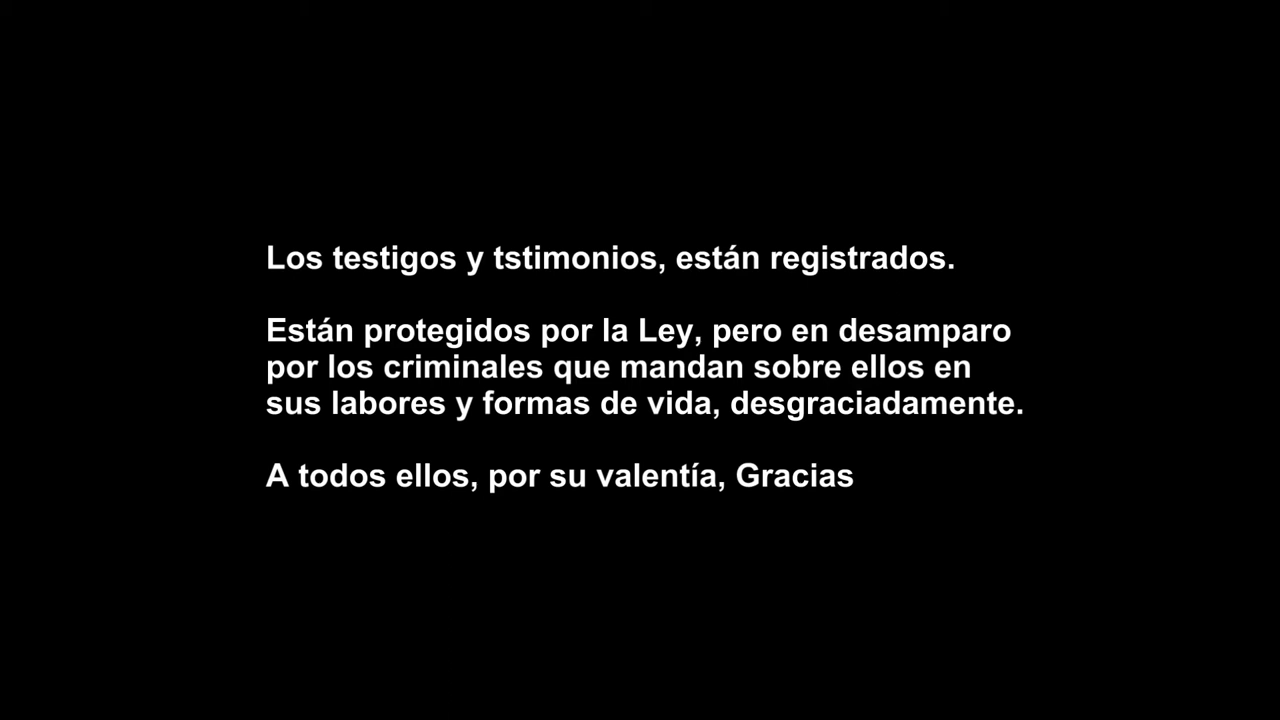 Los testigos y tstimonios, están registrados.
Están protegidos por la Ley, pero en desamparo
por los criminales que mandan sobre ellos en
sus labores y formas de vida, desgraciadamente.
A todos ellos, por su valentía, Gracias